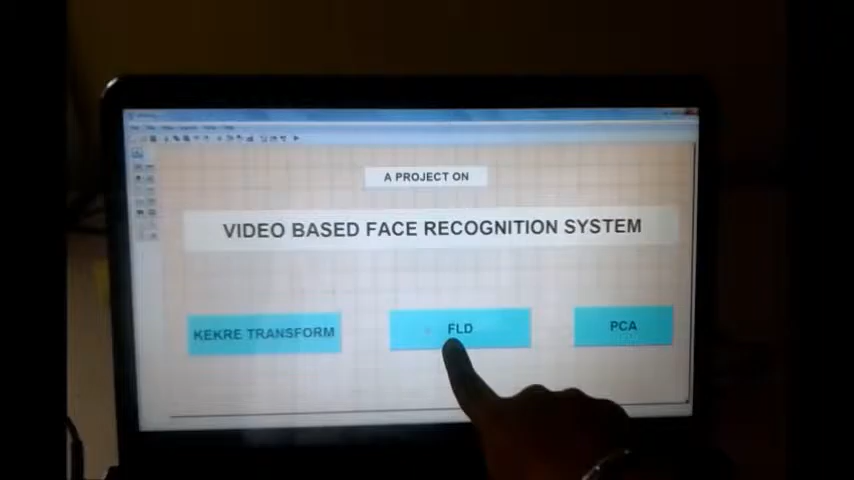 A PROJECT ON
VIDEO BASED FACE RECOGNITION SYSTEM
KEKRE TRANSFORM
FLD
PCA